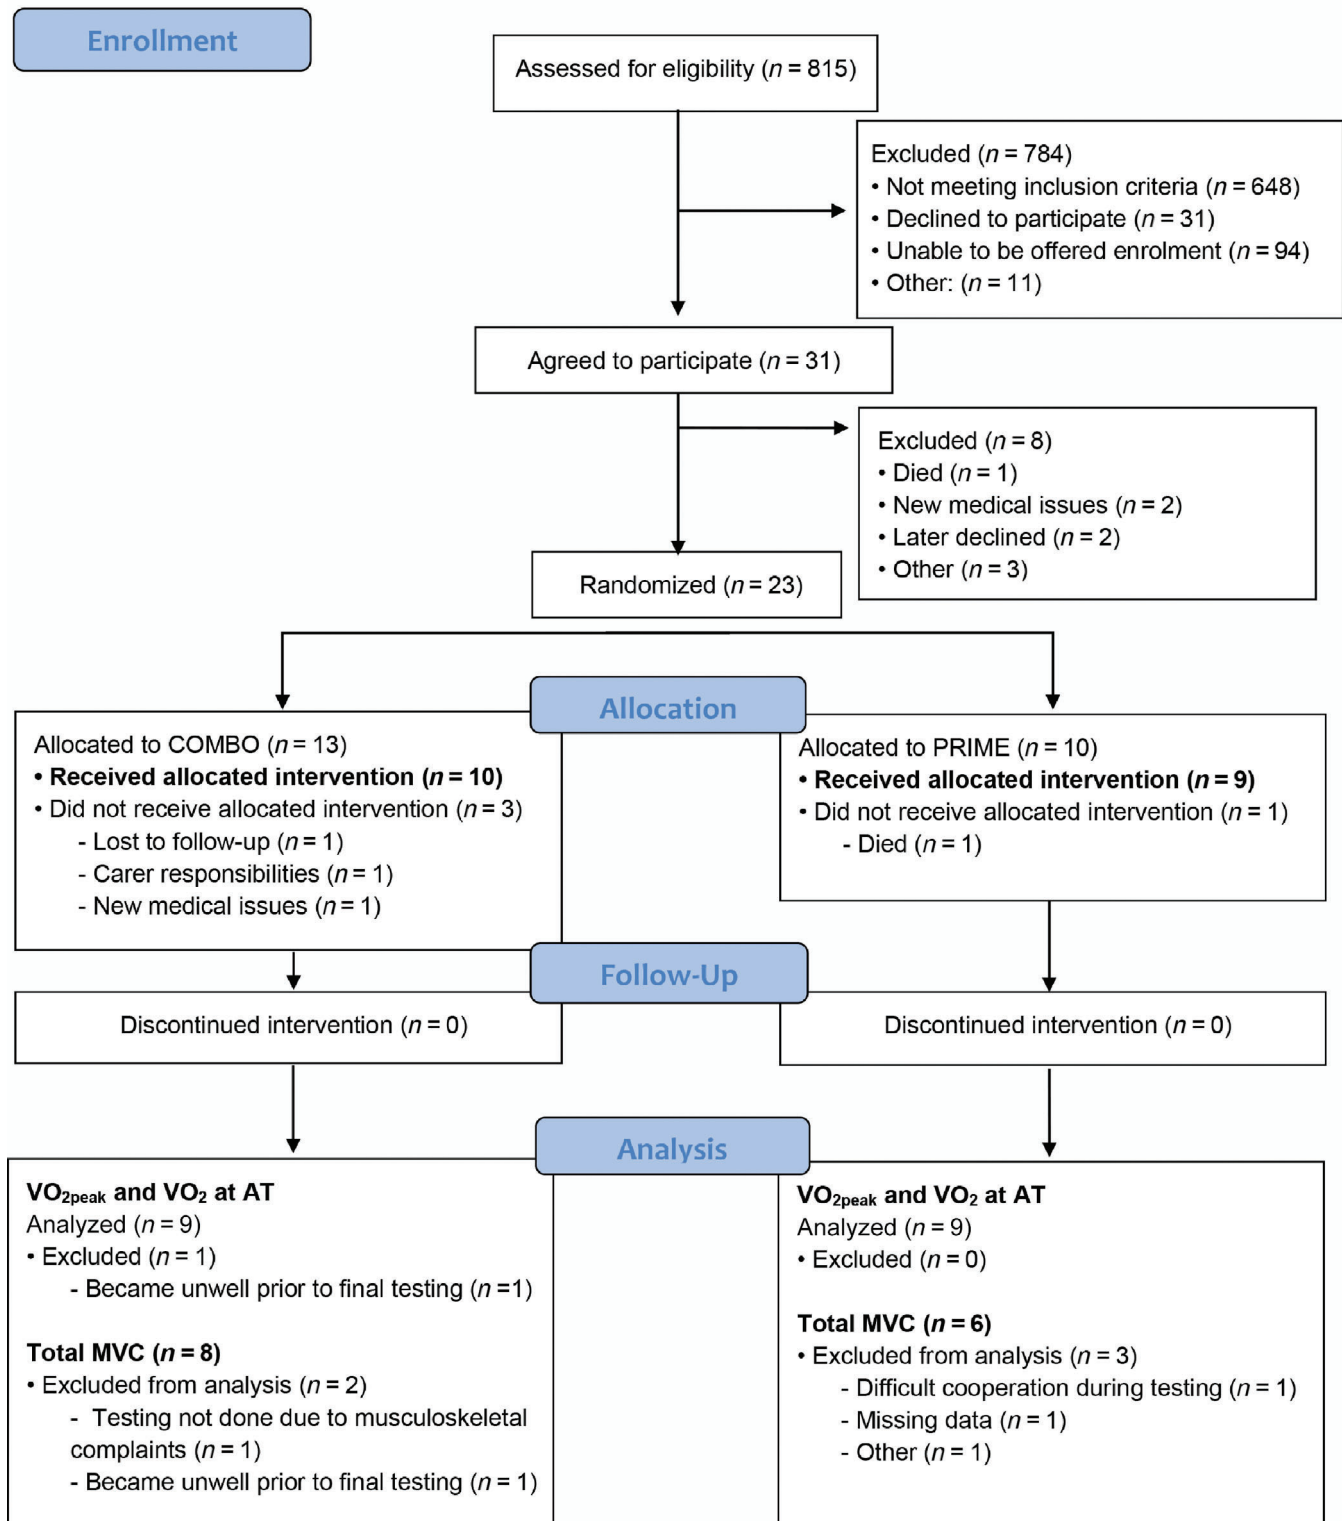 Enrollment
Assessed for eligibility (n = 815)
Excluded (n = 784)
• Not meeting inclusion criteria (n = 648)
• Declined to participate (n = 31)
• Unable to be offered enrolment (n = 94)
• Other: (n = 11)
Agreed to participate (n = 31)
Excluded (n = 8)
• Died (n = 1)
• New medical issues (n = 2)
• Later declined (n = 2)
• Other (n = 3)
Randomized (n = 23)
Allocation
Allocated to COMBO (n = 13)
• Received allocated intervention (n = 10)
• Did not receive allocated intervention (n = 3)
- Lost to follow-up (n = 1)
- Carer responsibilities (n = 1)
- New medical issues (n = 1)
Allocated to PRIME (n = 10)
• Received allocated intervention (n = 9)
• Did not receive allocated intervention (n = 1)
- Died (n = 1)
Follow-Up
Discontinued intervention (n = 0)
Discontinued intervention (n = 0)
Analysis
VO2peak and VO2 at AT
Analyzed (n = 9)
• Excluded (n = 1)
- Became unwell prior to final testing (n =1)
Total MVC (n = 8)
• Excluded from analysis (n = 2)
- Testing not done due to musculoskeletal
complaints (n = 1)
- Became unwell prior to final testing (n = 1)
VO2peak and VO2 at AT
Analyzed (n = 9)
• Excluded (n = 0)
Total MVC (n = 6)
• Excluded from analysis (n = 3)
- Difficult cooperation during testing (n = 1)
- Missing data (n = 1)
- Other (n = 1)